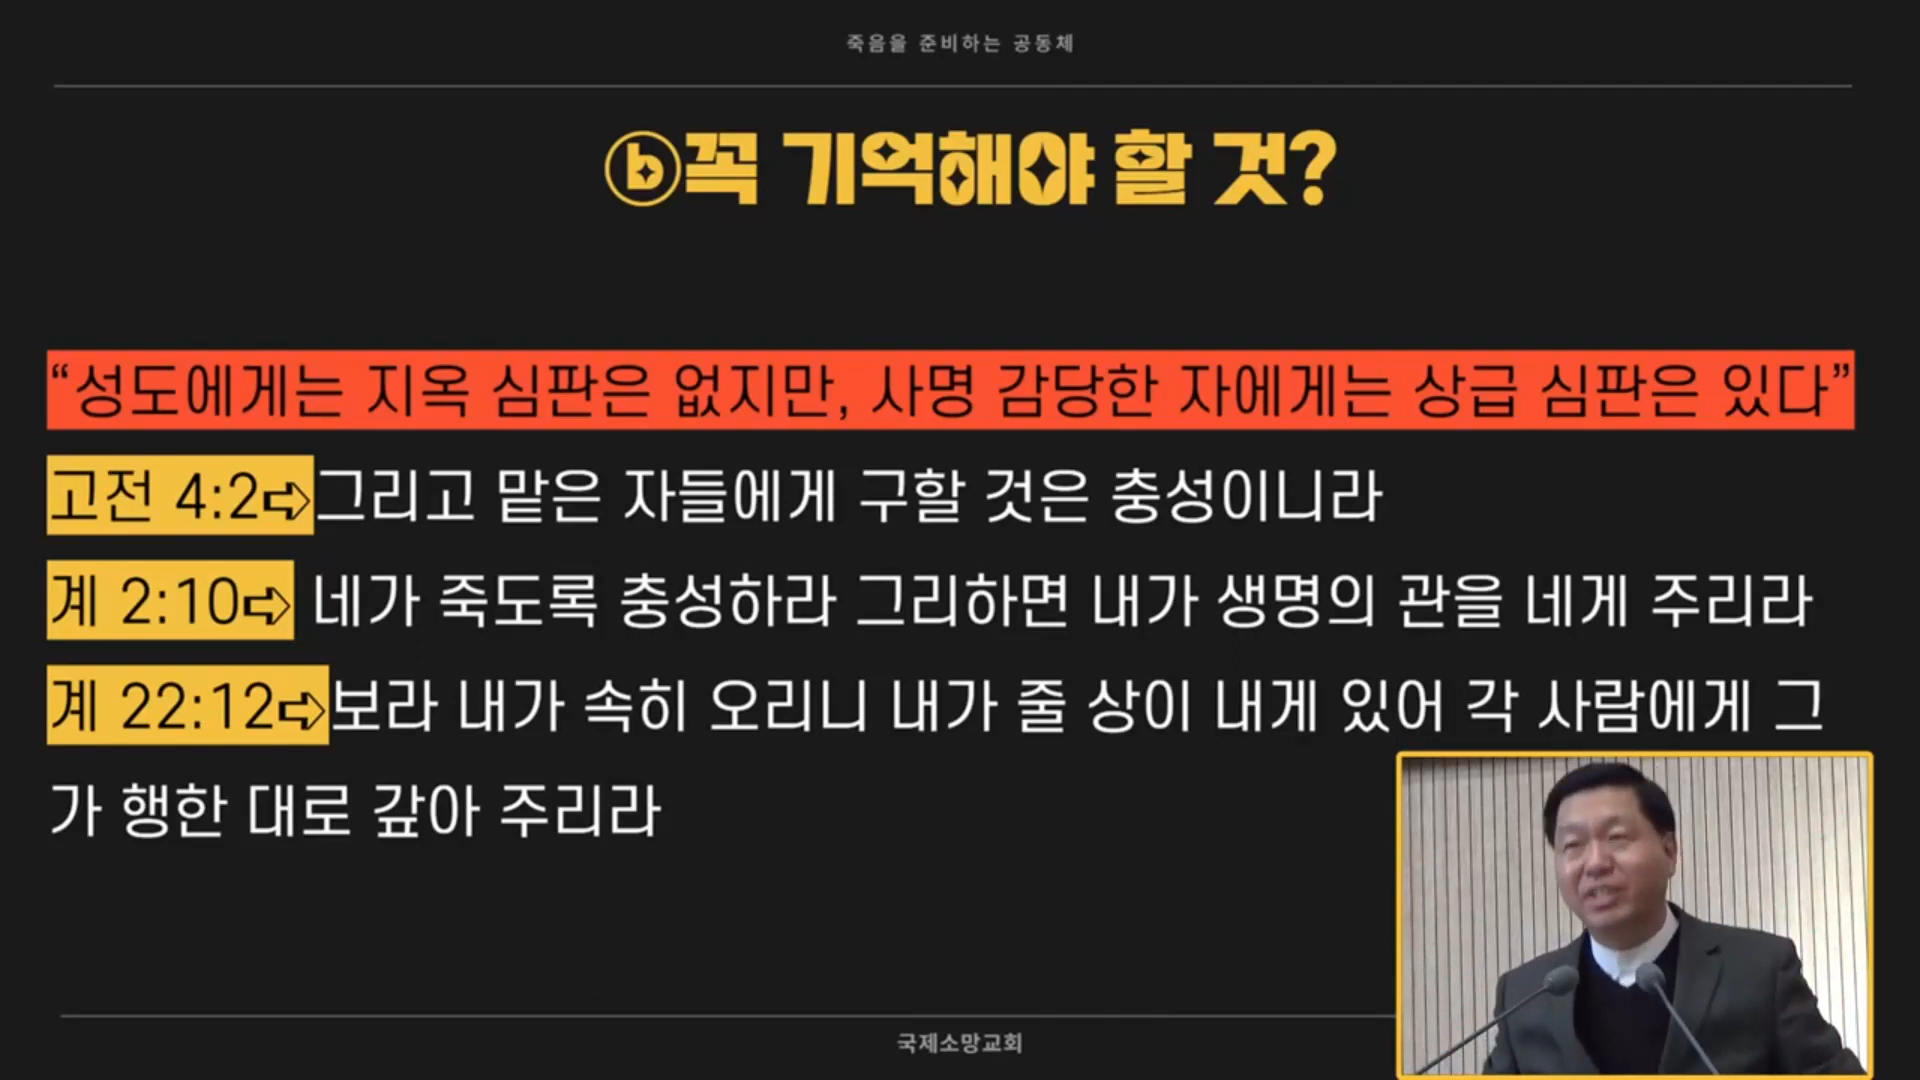 죽음을 준비하는 공동체
ⓑ꼭 기억해야 할 것?
“성도에게는 지옥 심판은 없지만, 사명 감당한 자에게는 상급 심판은 있다”
고전 4:2⇨그리고 맡은 자들에게 구할 것은 충성이니라
계 2:10⇨ 네가 죽도록 충성하라 그리하면 내가 생명의 관을 네게 주리라
계 22:12⇨보라 내가 속히 오리니 내가 줄 상이 내게 있어 각 사람에게 그
가 행한 대로 갚아 주리라
국제소망교회